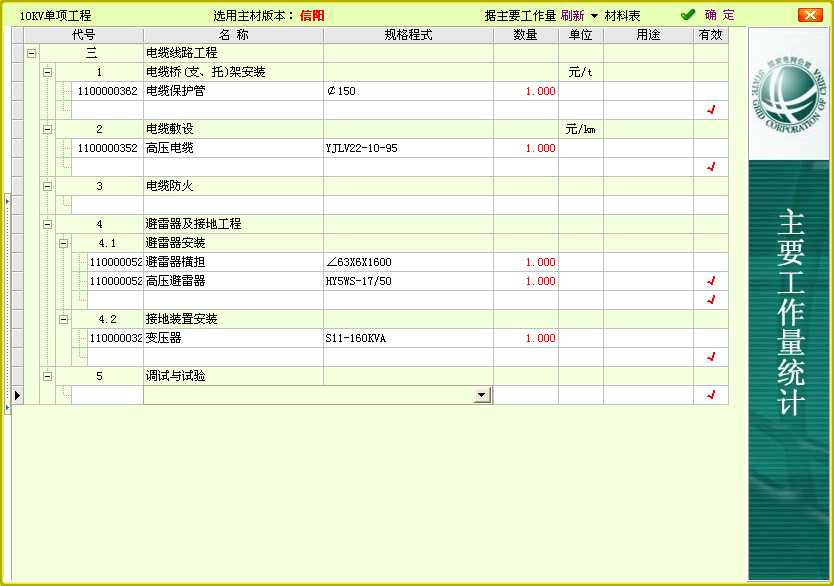 10KV单项工程 选用主材版本： 信阳 据主要工作量 刷新 材料表 确 定
代号 名 称 规格程式 数量 单位 用途 有效
三 电缆线路工程
1 电缆桥(支、托)架安装 元/t
1100000362 电缆保护管 ₡150 1.000
2 电缆敷设 元/km
1100000352 高压电缆 YJLV22-10-95 1.000
3 电缆防火
4 避雷器及接地工程
4.1 避雷器安装
110000052 避雷器横担 ∠63X6X1600 1.000
110000052 高压避雷器 HY5WS-17/50 1.000
4.2 接地装置安装
110000032 变压器 S11-160KVA 1.000
5 调试与试验
国家电网公司
STATE GRID CORPORATION OF CHINA
主要工作量统计